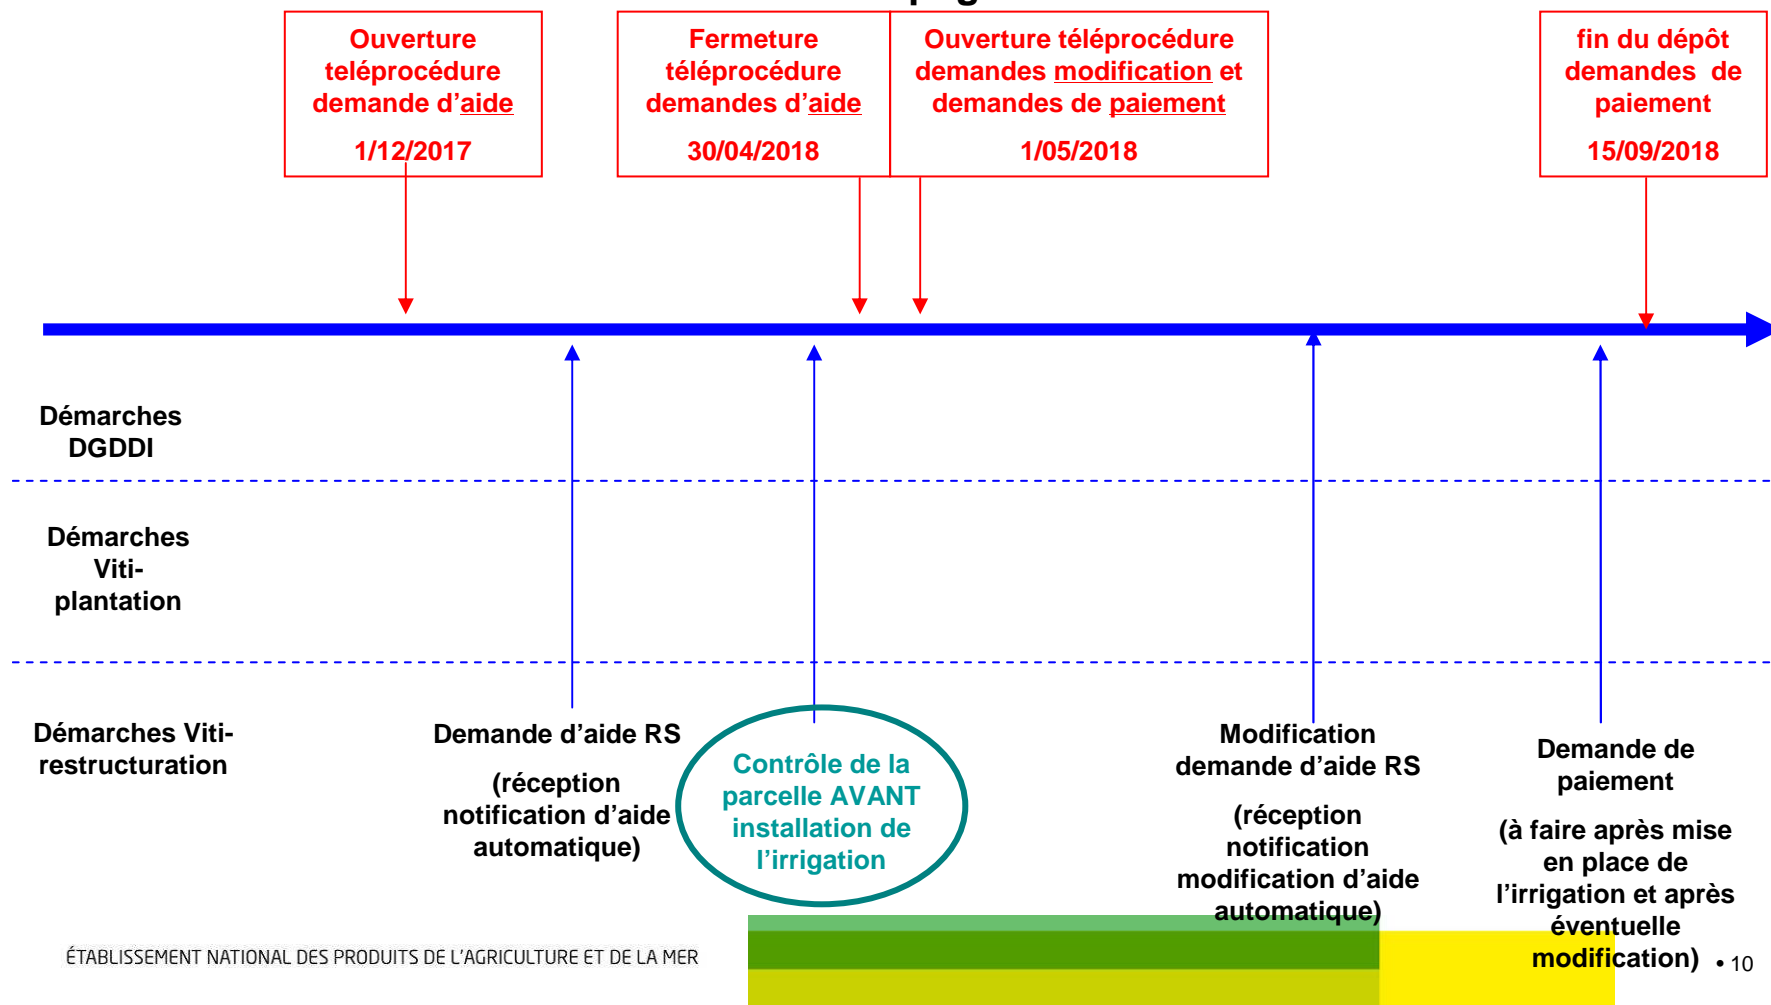 Ouverture
teléprocédure
demande d'aide
1/12/2017
Fermeture
téléprocédure
demandes d'aide
30/04/2018
Ouverture téléprocédure
demandes modification et
demandes de paiement
1/05/2018
fin du dépôt
demandes de
paiement
15/09/2018
Démarches
DGDDI
Démarches
Viti-
plantation
Démarches Viti-
restructuration
Demande d'aide RS
(réception
notification d'aide
automatique)
Contrôle de la
parcelle AVANT
installation de
l'irrigation
Modification
demande d'aide RS
(réception
notification
modification d'aide
automatique)
Demande de
paiement
(à faire après mise
en place de
l'irrigation et après
éventuelle
modification)
ÉTABLISSEMENT NATIONAL DES PRODUITS DE L'AGRICULTURE ET DE LA MER
• 10